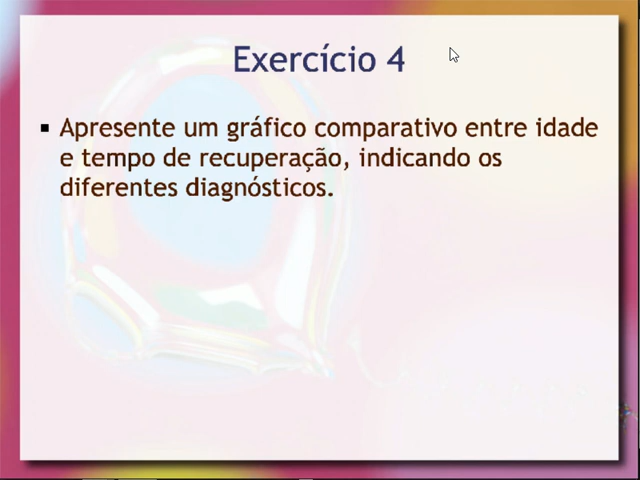 Exercício 4
▪ Apresente um gráfico comparativo entre idade
e tempo de recuperação, indicando os
diferentes diagnósticos.